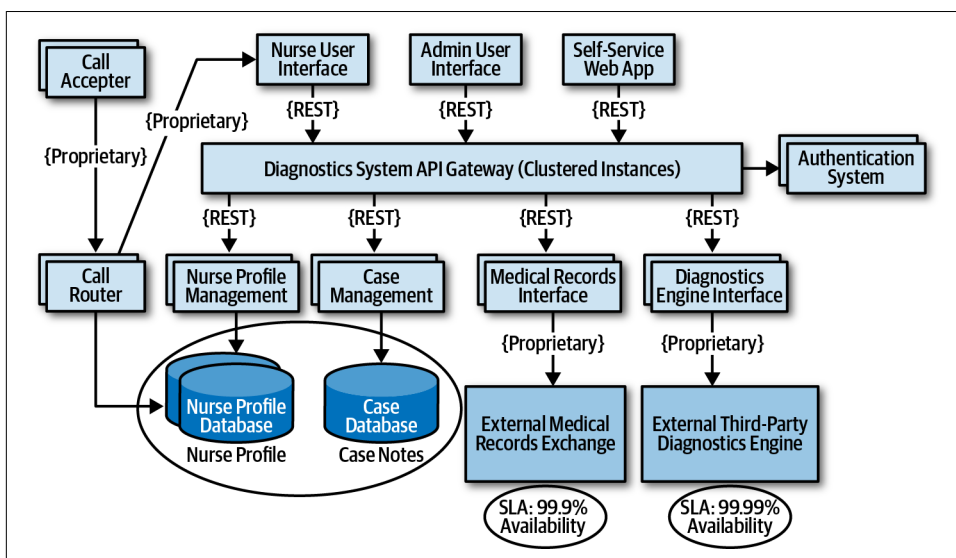 Call
Accepter
Nurse User
Interface
Admin User
Interface
Self-Service
Web App
{Proprietary}
{Proprietary}
{REST}
{REST}
{REST}
Diagnostics System API Gateway (Clustered Instances)
Authentication
System
{REST}
{REST}
{REST}
{REST}
Call
Router
Nurse Profile
Management
Case
Management
Medical Records
Interface
Diagnostics
Engine Interface
{Proprietary}
{Proprietary}
Nurse Profile
Database
Nurse Profile
Case
Database
Case Notes
External Medical
Records Exchange
External Third-Party
Diagnostics Engine
SLA: 99.9%
Availability
SLA: 99.99%
Availability